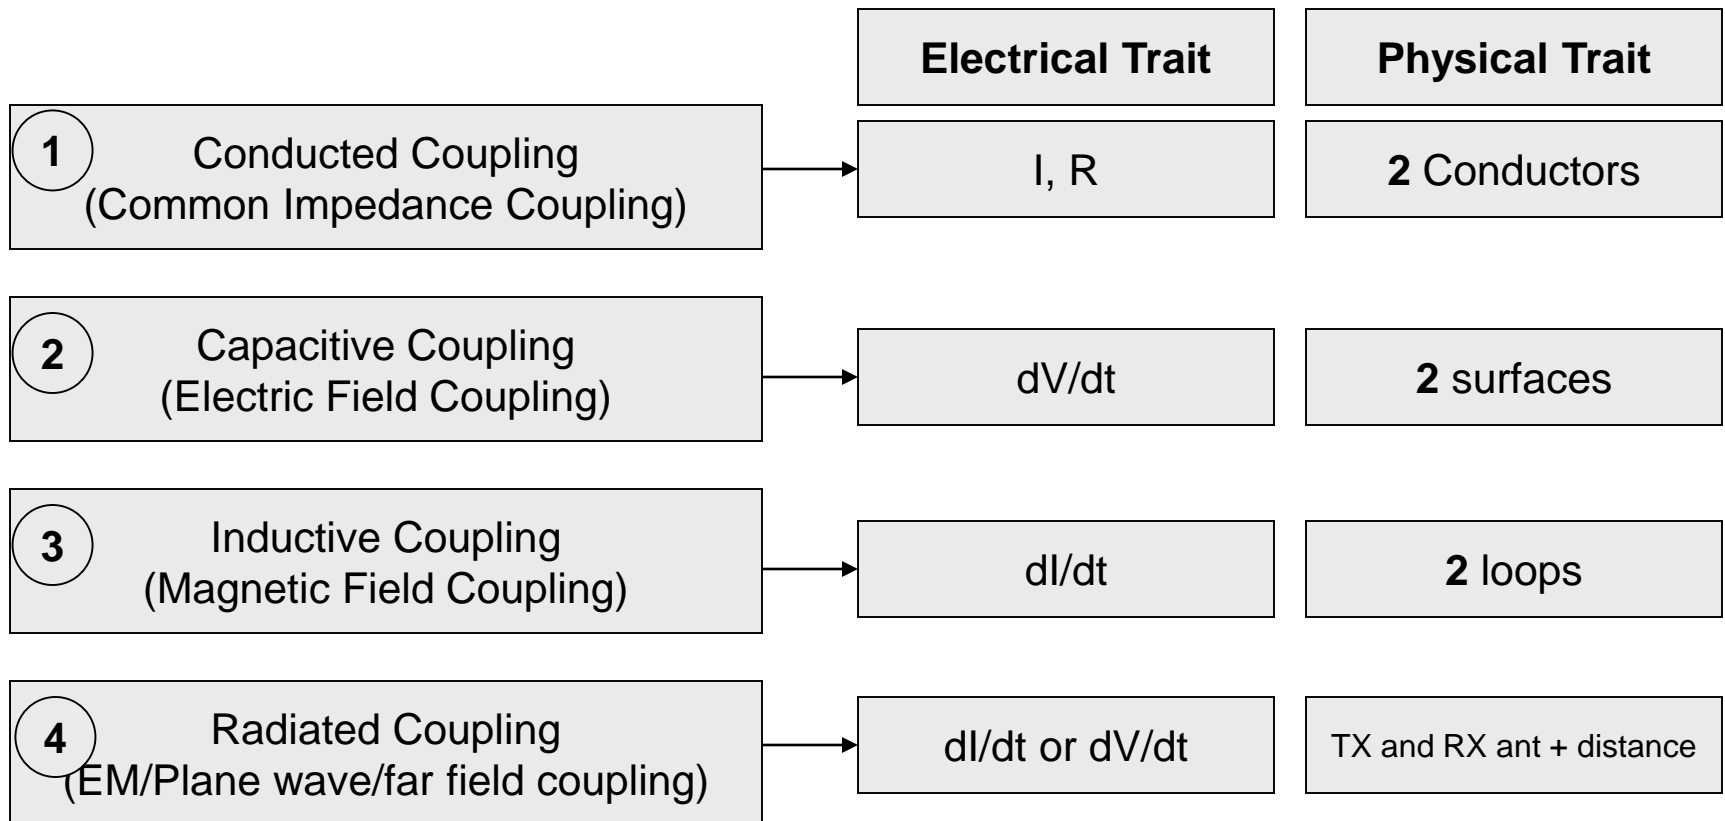 Electrical Trait
Physical Trait
1
Conducted Coupling
(Common Impedance Coupling)
I, R
2 Conductors
2
Capacitive Coupling
(Electric Field Coupling)
dV/dt
2 surfaces
3
Inductive Coupling
(Magnetic Field Coupling)
dI/dt
2 loops
4
Radiated Coupling
(EM/Plane wave/far field coupling)
dI/dt or dV/dt
TX and RX ant + distance